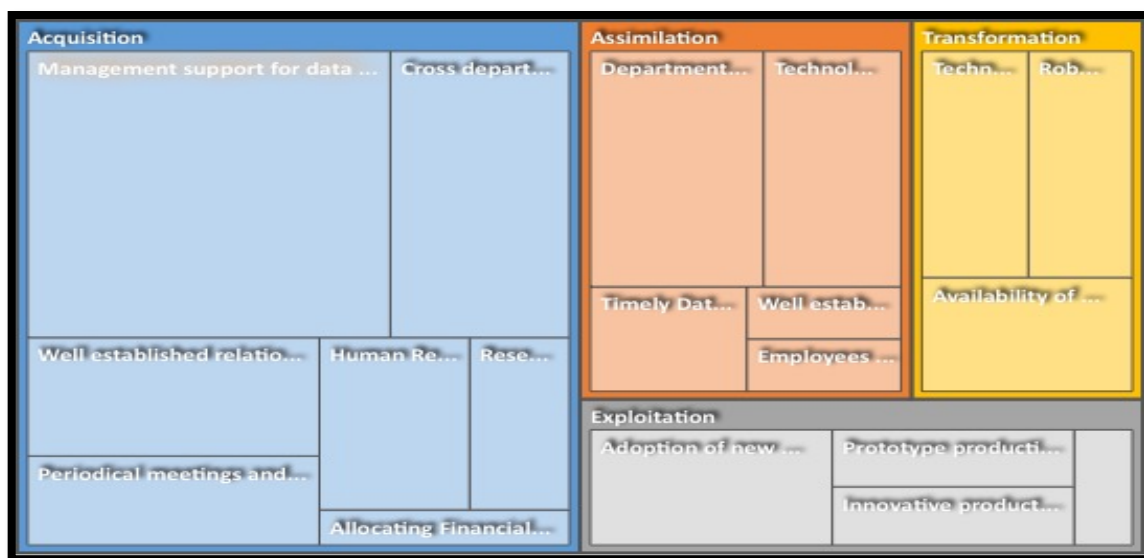 Acquisition
Management support for data ...
Cross depart...
Well established relatio...
Human Re...
Rese...
Periodical meetings and...
Allocating Financial...
Assimilation
Department...
Technol...
Timely Dat...
Well estab...
Employees ...
Transformation
Techn...
Rob...
Availability of ...
Exploitation
Adoption of new ...
Prototype producti...
Innovative product...